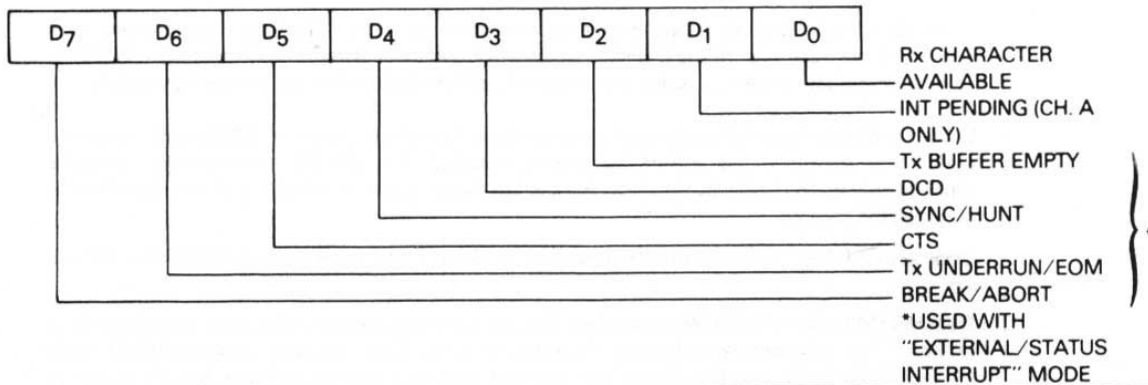 D7 D6 D5 D4 D3 D2 D1 D0
Rx CHARACTER
AVAILABLE
INT PENDING (CH. A
ONLY)
Tx BUFFER EMPTY
DCD
SYNC/HUNT
CTS
Tx UNDERRUN/EOM
BREAK/ABORT
*USED WITH
"EXTERNAL/STATUS
INTERRUPT" MODE